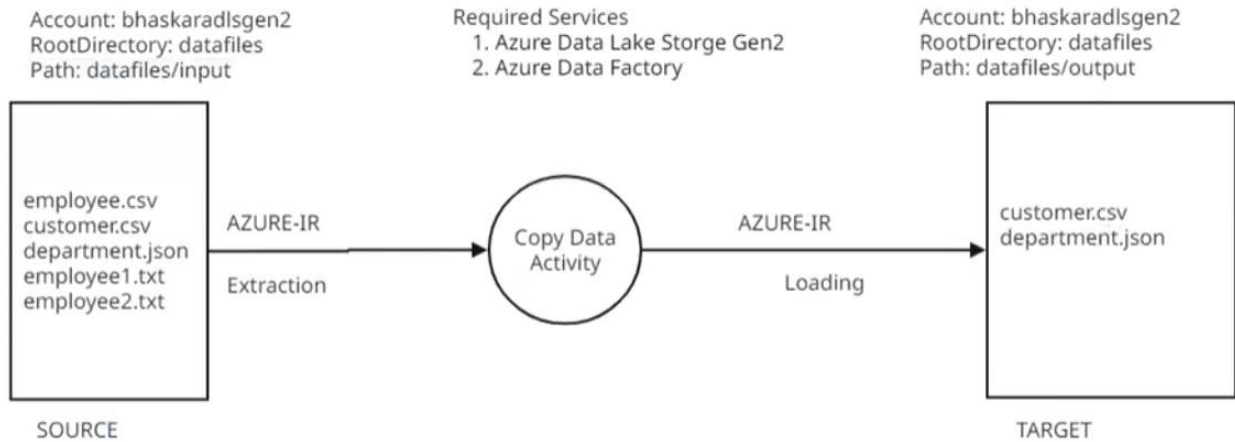 Account: bhaskaradlsgen2
RootDirectory: datafiles
Path: datafiles/input
Required Services
1. Azure Data Lake Storge Gen2
2. Azure Data Factory
Account: bhaskaradlsgen2
RootDirectory: datafiles
Path: datafiles/output
employee.csv
customer.csv
department.json
employee1.txt
employee2.txt
AZURE-IR
Extraction
Copy Data
Activity
AZURE-IR
Loading
customer.csv
department.json
SOURCE
TARGET